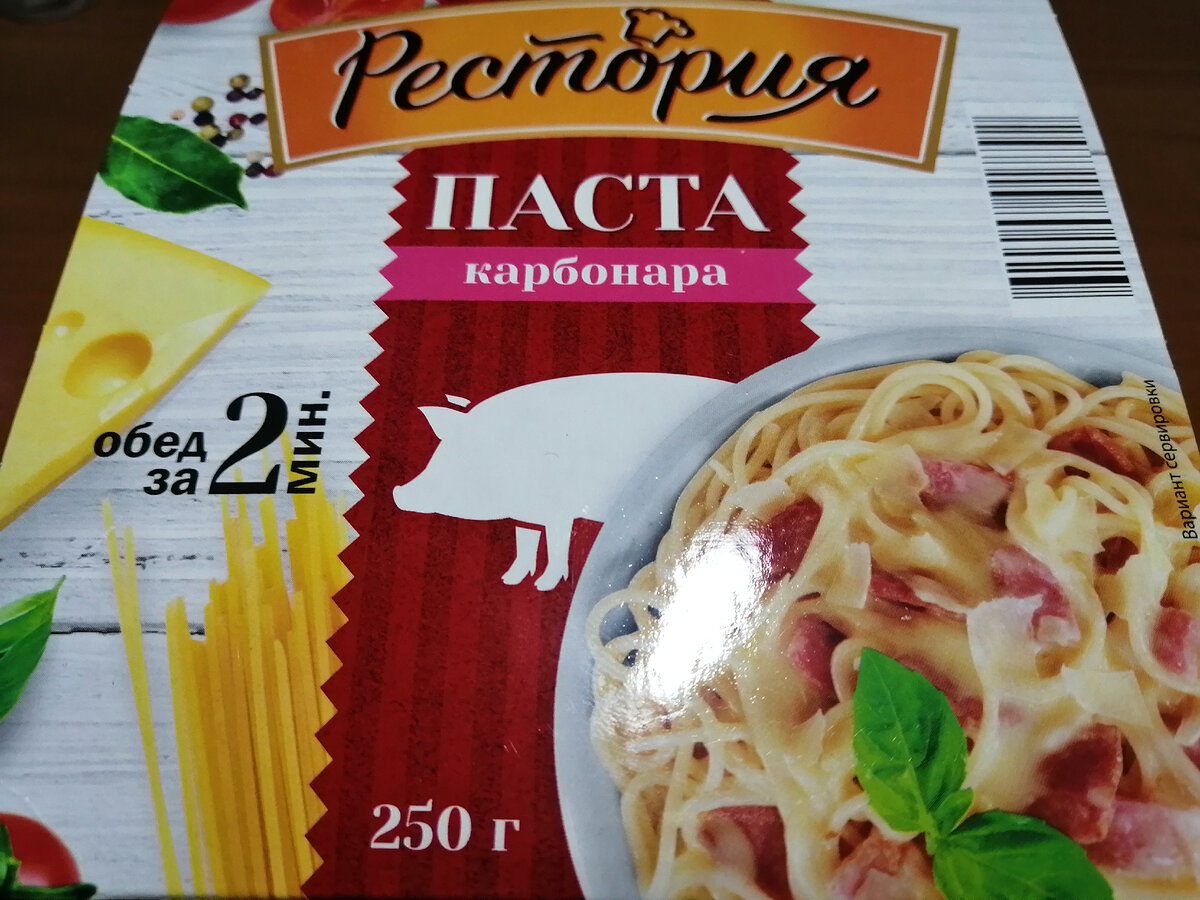 Рестория
ПАСТА
карбонара
обед
за 2 мин.
250 г
Вариант сервировки